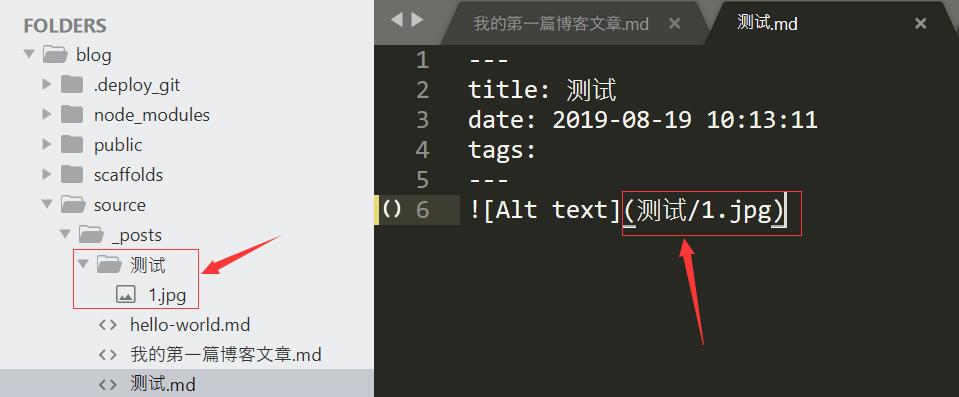 FOLDERS
blog
.deploy_git
node_modules
public
scaffolds
source
_posts
测试
1.jpg
hello-world.md
我的第一篇博客文章.md
测试.md
我的第一篇博客文章.md × 测试.md ×
1 ---
2 title: 测试
3 date: 2019-08-19 10:13:11
4 tags:
5 ---
() 6 ![Alt text](测试/1.jpg)